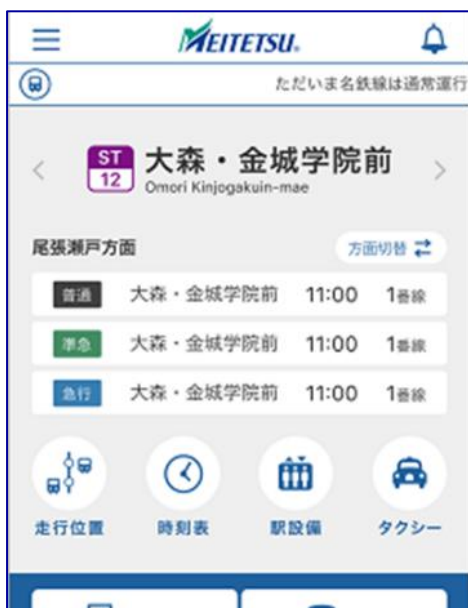 MEITETSU®
ただいま名鉄線は通常運行
ST
12
大森・金城学院前
Omori Kinjogakuin-mae
尾張瀬戸方面
方面切替
普通 大森・金城学院前 11:00 1番線
準急 大森・金城学院前 11:00 1番線
急行 大森・金城学院前 11:00 1番線
走行位置 時刻表 駅設備 タクシー